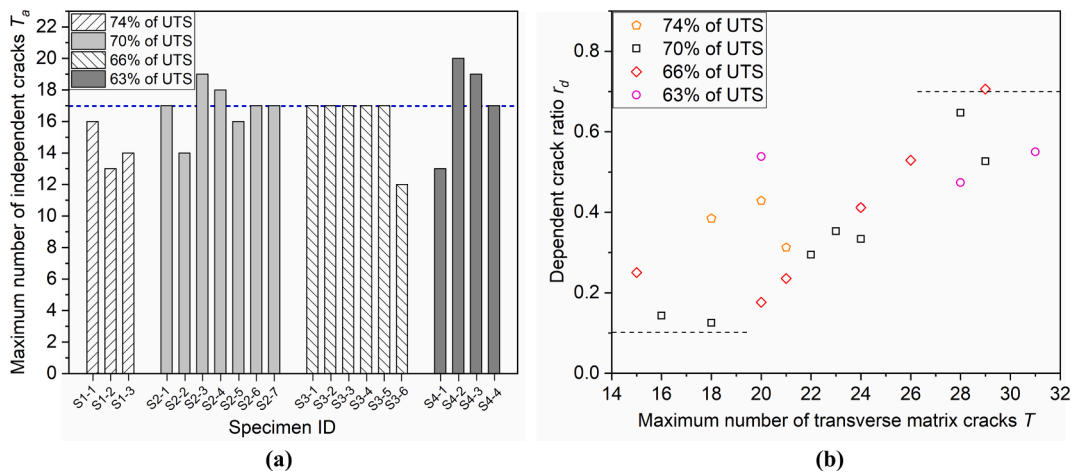 (a)
74% of UTS
70% of UTS
66% of UTS
63% of UTS
Maximum number of independent cracks Ta
22
20
18
16
14
12
10
8
6
4
2
0
S1-1
S1-2
S1-3
S2-1
S2-2
S2-3
S2-4
S2-5
S2-6
S2-7
S3-1
S3-2
S3-3
S3-4
S3-5
S3-6
S4-1
S4-2
S4-3
S4-4
Specimen ID
(a)
(b)
74% of UTS
70% of UTS
66% of UTS
63% of UTS
Dependent crack ratio rd
0.8
0.6
0.4
0.2
0.0
14 16 18 20 22 24 26 28 30 32
Maximum number of transverse matrix cracks T
(b)